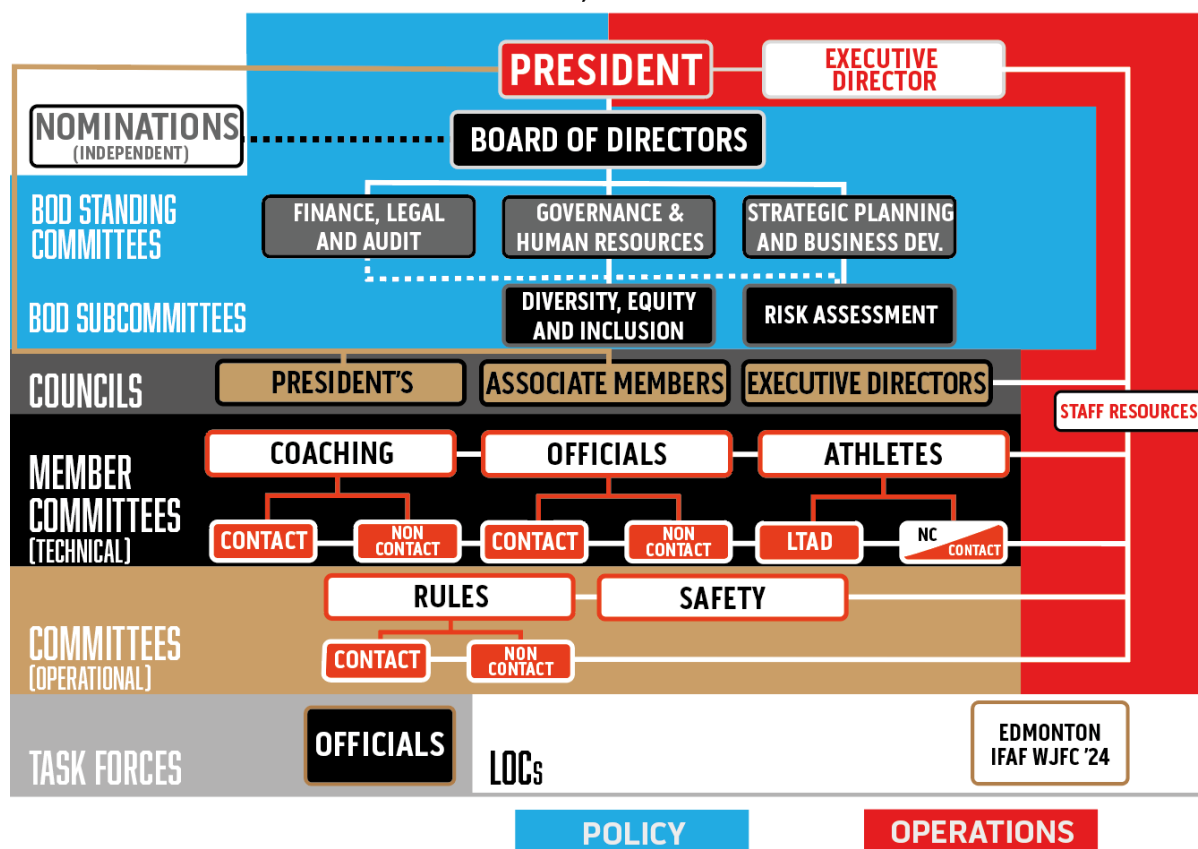 PRESIDENT
EXECUTIVE
DIRECTOR
NOMINATIONS
(INDEPENDENT)
BOARD OF DIRECTORS
BOD STANDING
COMMITTEES
FINANCE, LEGAL
AND AUDIT
GOVERNANCE &
HUMAN RESOURCES
STRATEGIC PLANNING
AND BUSINESS DEV.
BOD SUBCOMMITTEES
DIVERSITY, EQUITY
AND INCLUSION
RISK ASSESSMENT
COUNCILS
PRESIDENT'S
ASSOCIATE MEMBERS
EXECUTIVE DIRECTORS
STAFF RESOURCES
MEMBER
COMMITTEES
(TECHNICAL)
COACHING
OFFICIALS
ATHLETES
CONTACT
NON
CONTACT
CONTACT
NON
CONTACT
LTAD
NC
CONTACT
COMMITTEES
(OPERATIONAL)
RULES
SAFETY
CONTACT
NON
CONTACT
TASK FORCES
OFFICIALS
LOCs
EDMONTON
IFAF WJFC '24
POLICY
OPERATIONS